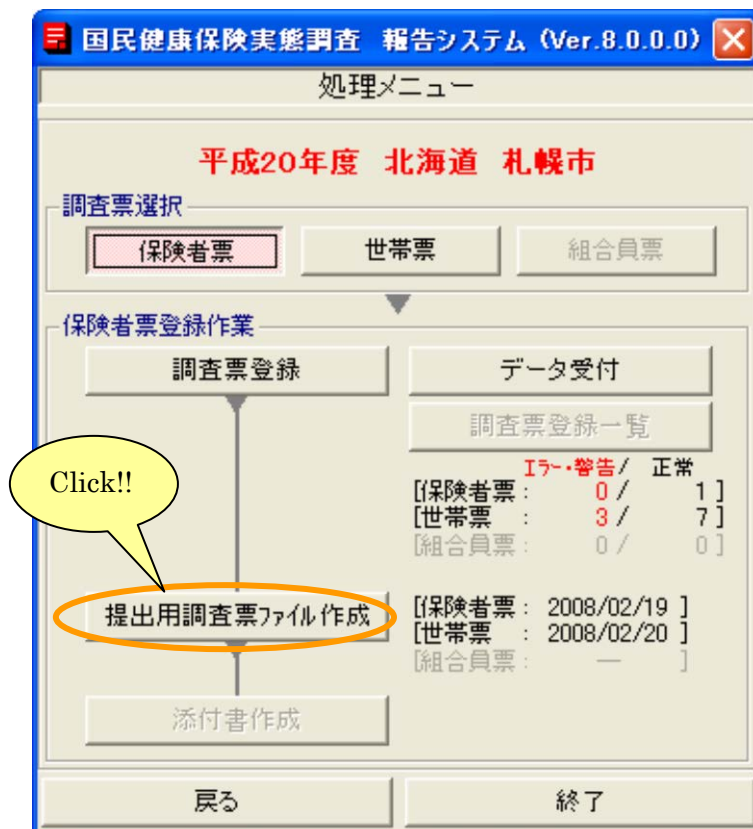 国民健康保険実態調査 報告システム (Ver.8.0.0.0)
処理メニュー
平成20年度 北海道 札幌市
調査票選択
保険者票 世帯票 組合員票
保険者票登録作業
調査票登録 データ受付
調査票登録一覧
エラー・警告/ 正常
[保険者票: 0/ 1]
[世帯票 : 3/ 7]
[組合員票: 0/ 0]
Click!!
提出用調査票ファイル作成
[保険者票: 2008/02/19 ]
[世帯票 : 2008/02/20 ]
[組合員票: — ]
添付書作成
戻る 終了